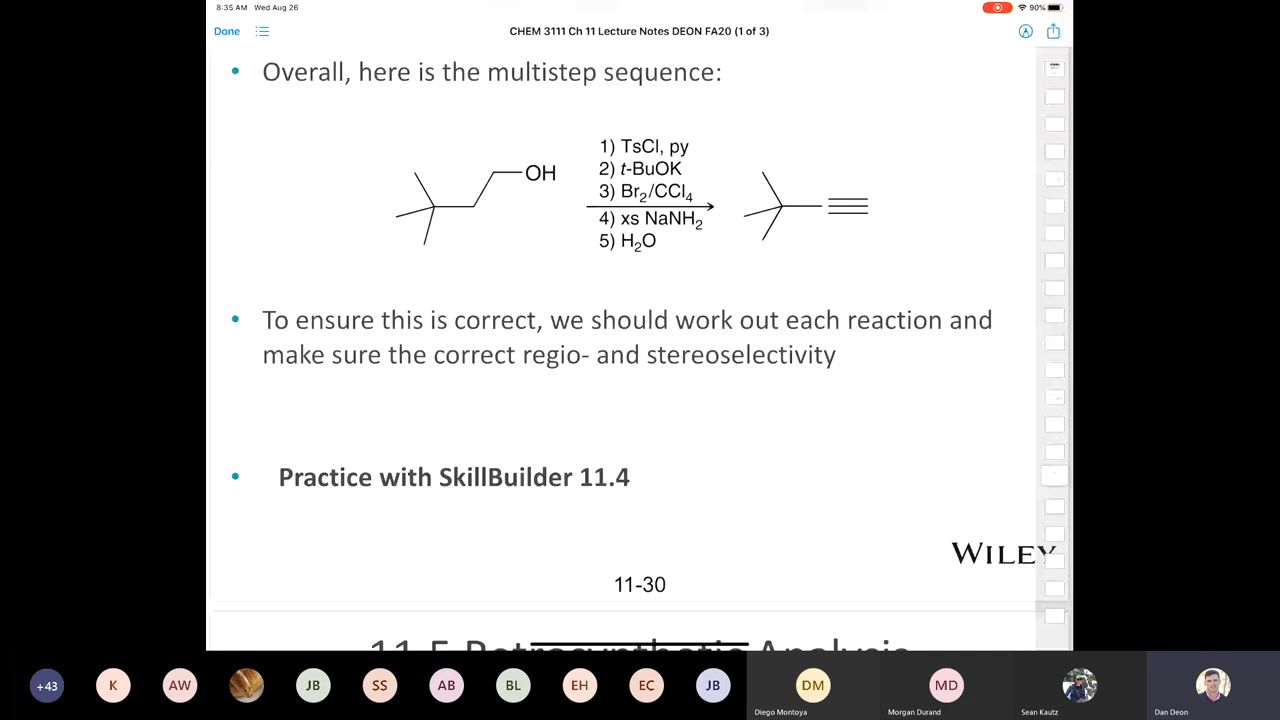 8:35 AM Wed Aug 26
90%
Done
CHEM 3111 Ch 11 Lecture Notes DEON FA20 (1 of 3)
• Overall, here is the multistep sequence:
OH
1) TsCl, py
2) t-BuOK
3) Br₂/CCl₄
4) xs NaNH₂
5) H₂O
• To ensure this is correct, we should work out each reaction and
make sure the correct regio- and stereoselectivity
• Practice with SkillBuilder 11.4
WILEY
11-30
11.5 Retrosynthetic Analysis
+43
K
AW
JB
SS
AB
BL
EH
EC
JB
DM
MD
Diego Montoya
Morgan Durand
Sean Kautz
Dan Deon